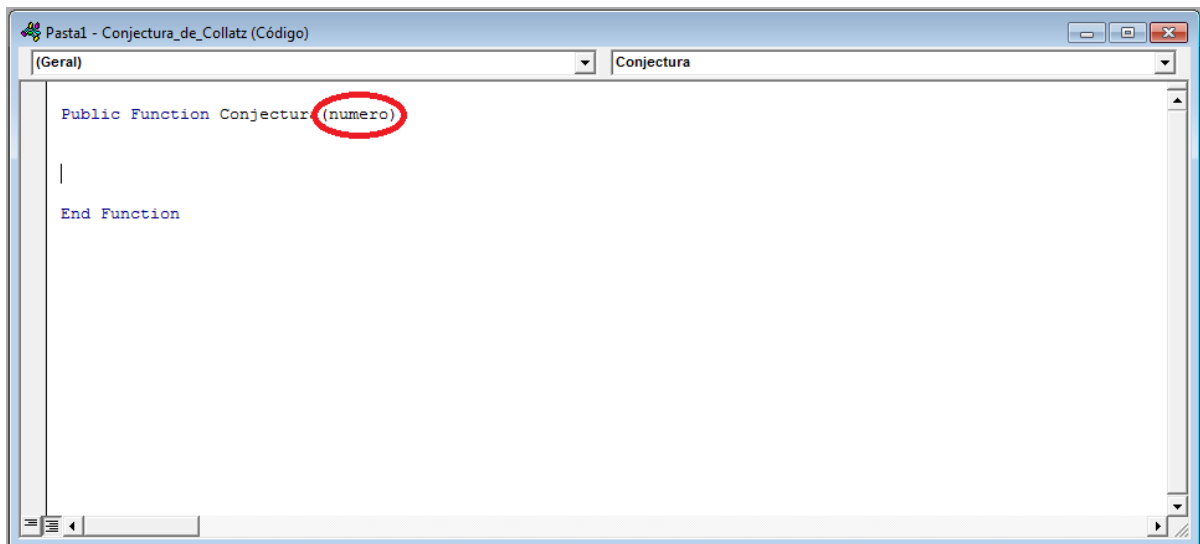 Pasta1 - Conjectura_de_Collatz (Código)
(Geral) Conjectura
Public Function Conjectura(numero)
End Function